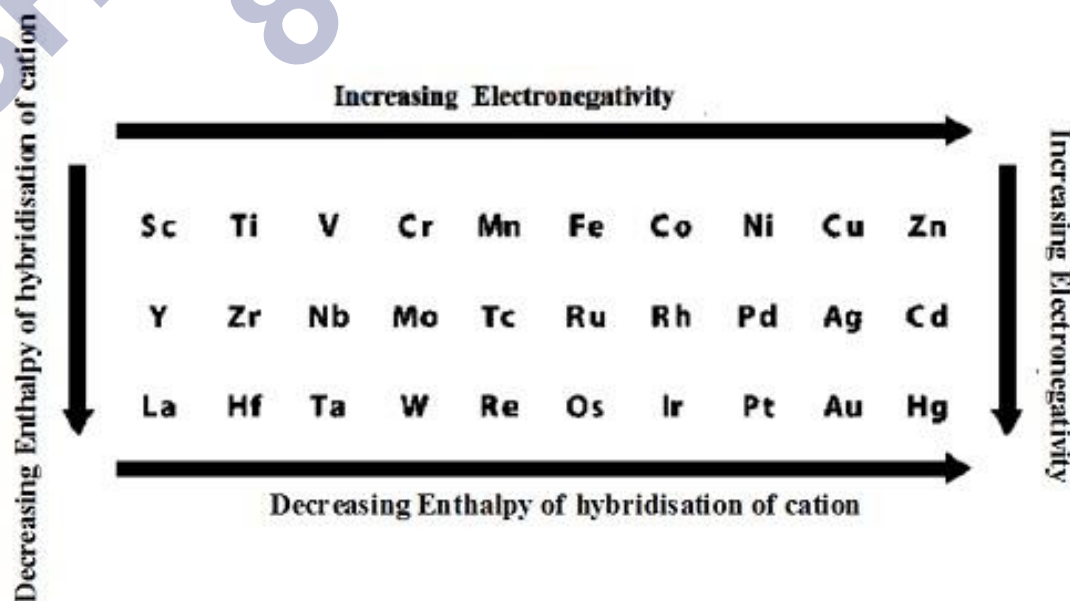 Decreasing Enthalpy of hybridisation of cation
Increasing Electronegativity
Sc Ti V Cr Mn Fe Co Ni Cu Zn
Y Zr Nb Mo Tc Ru Rh Pd Ag Cd
La Hf Ta W Re Os Ir Pt Au Hg
Decreasing Enthalpy of hybridisation of cation
Increasing Electronegativity